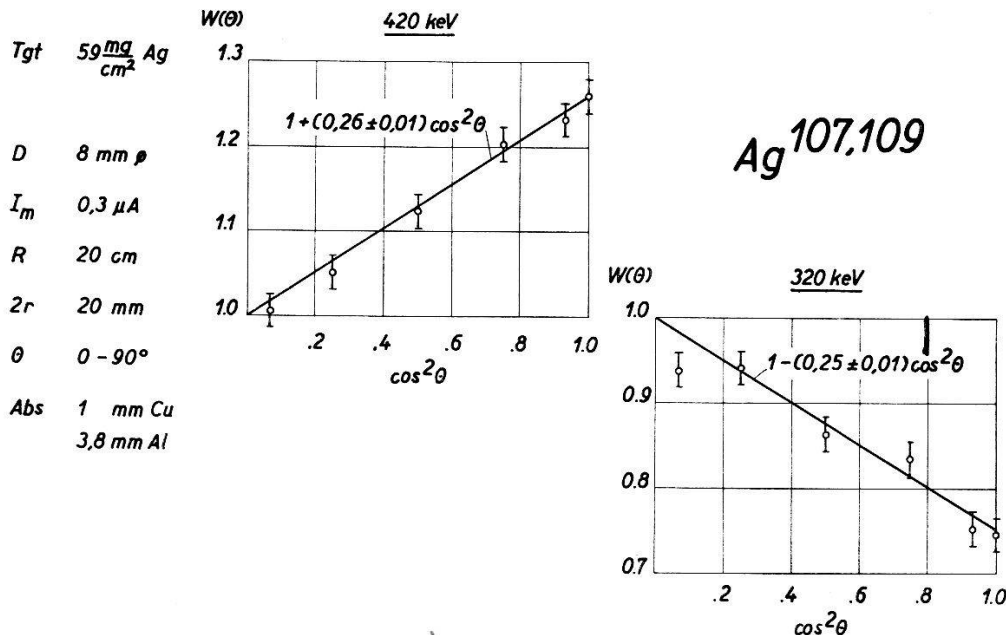 Tgt 59 mg/cm² Ag
D 8 mm ø
I_m 0,3 μA
R 20 cm
2r 20 mm
θ 0 – 90°
Abs 1 mm Cu
3,8 mm Al
W(θ)
420 keV
1.3
1.2
1.1
1.0
1+(0,26±0,01)cos²θ
.2 .4 .6 .8 1.0
cos²θ
Ag¹⁰⁷·¹⁰⁹
W(θ)
320 keV
1.0
0.9
0.8
0.7
1–(0,25±0,01)cos²θ
.2 .4 .6 .8 1.0
cos²θ